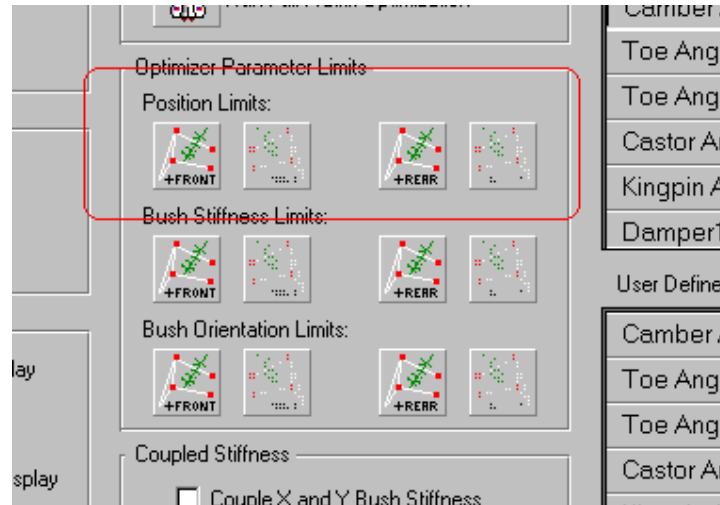 Optimizer Parameter Limits
Position Limits:
+FRONT
+REAR
Bush Stiffness Limits:
+FRONT
+REAR
Bush Orientation Limits:
+FRONT
+REAR
Coupled Stiffness
Couple X and Y Bush Stiffness
lay
splay
Camber
Toe Ang
Toe Ang
Castor A
Kingpin A
Damper1
User Define
Camber
Toe Ang
Toe Ang
Castor A